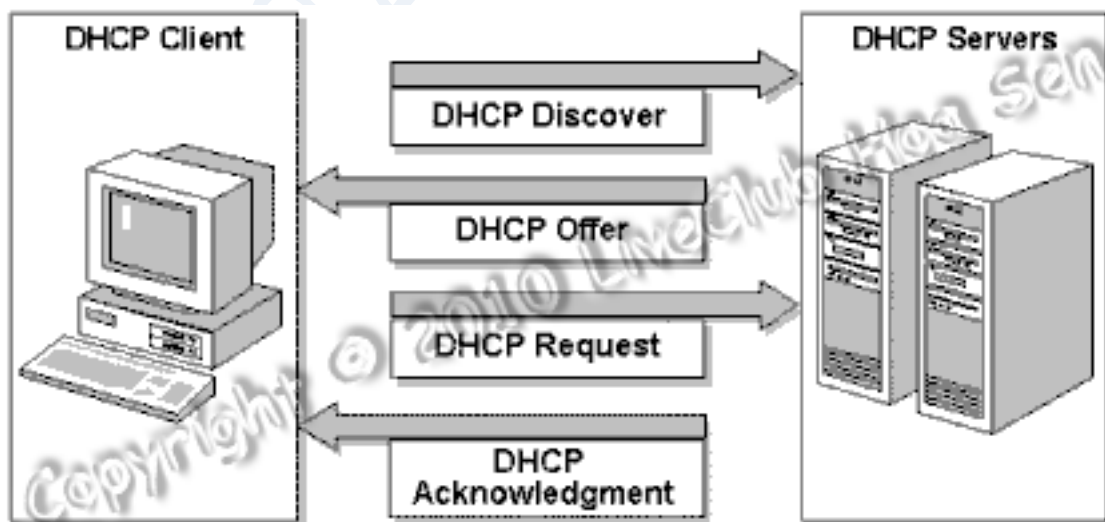 DHCP Client
DHCP Servers
DHCP Discover
DHCP Offer
DHCP Request
DHCP
Acknowledgment
Copyright © 2010 LiveClub Hoa Sen